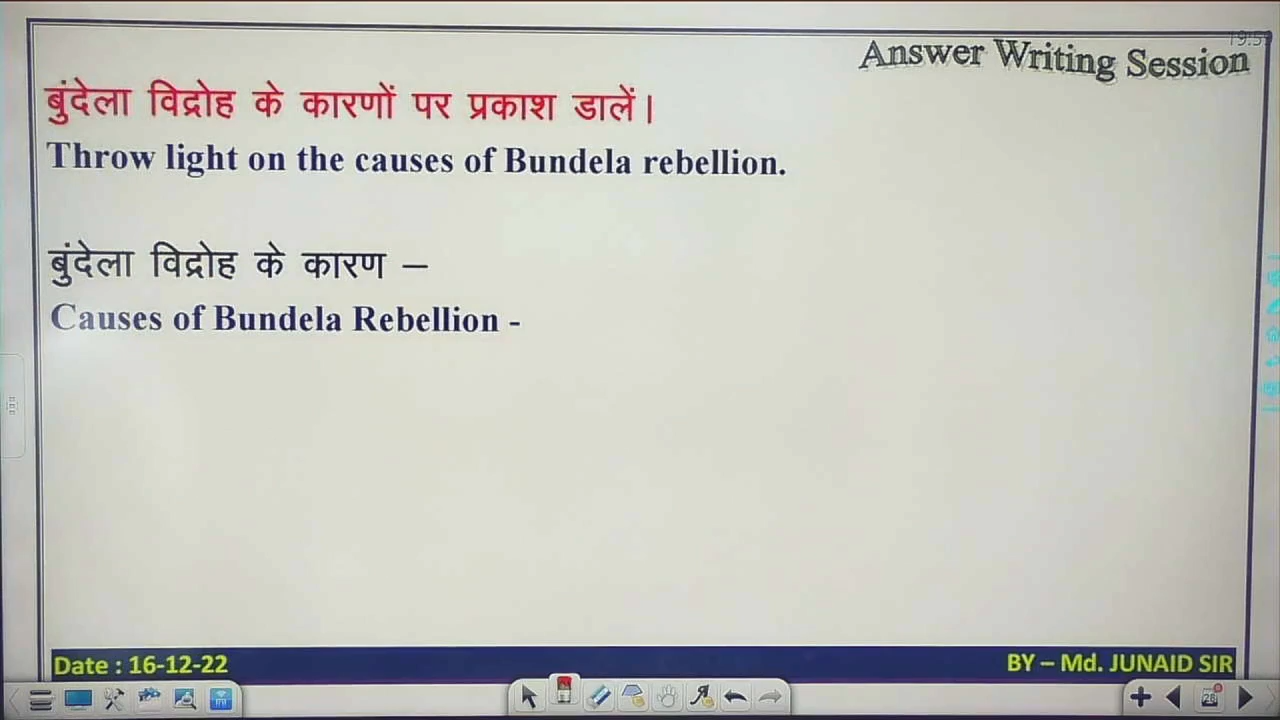 Answer Writing Session
बुंदेला विद्रोह के कारणों पर प्रकाश डालें।
Throw light on the causes of Bundela rebellion.
बुंदेला विद्रोह के कारण –
Causes of Bundela Rebellion -
Date : 16-12-22
BY – Md. JUNAID SIR
28